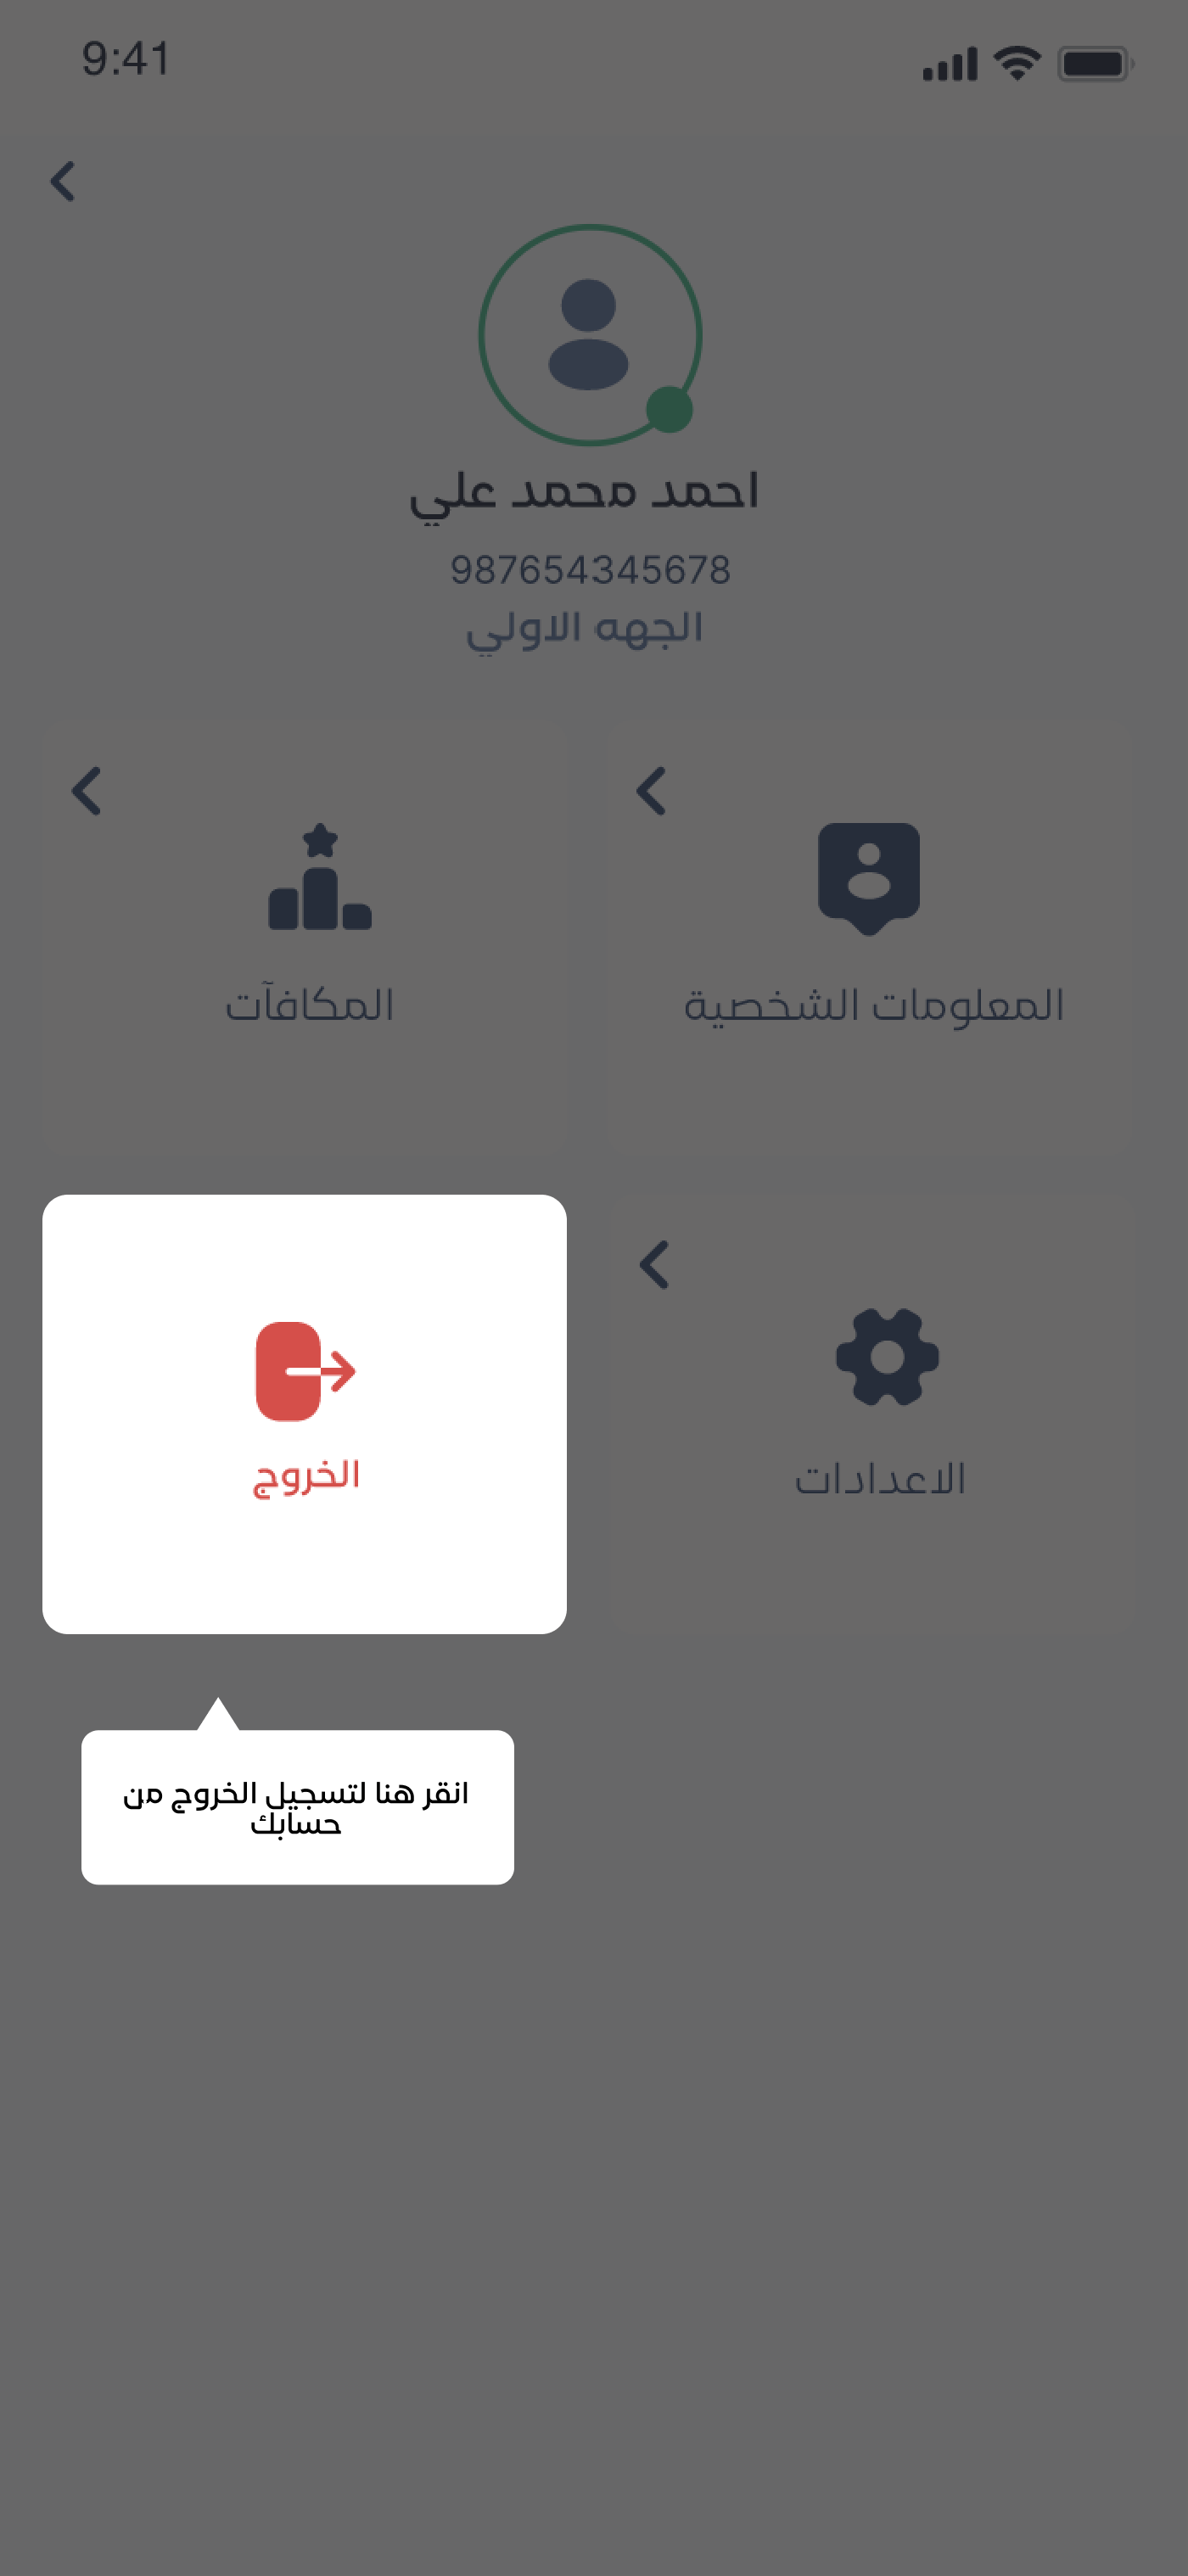 9:41
احمد محمد علي
987654345678
الجهه الاولي
المعلومات الشخصية
المكافآت
الاعدادات
الخروج
انقر هنا لتسجيل الخروج من
حسابك